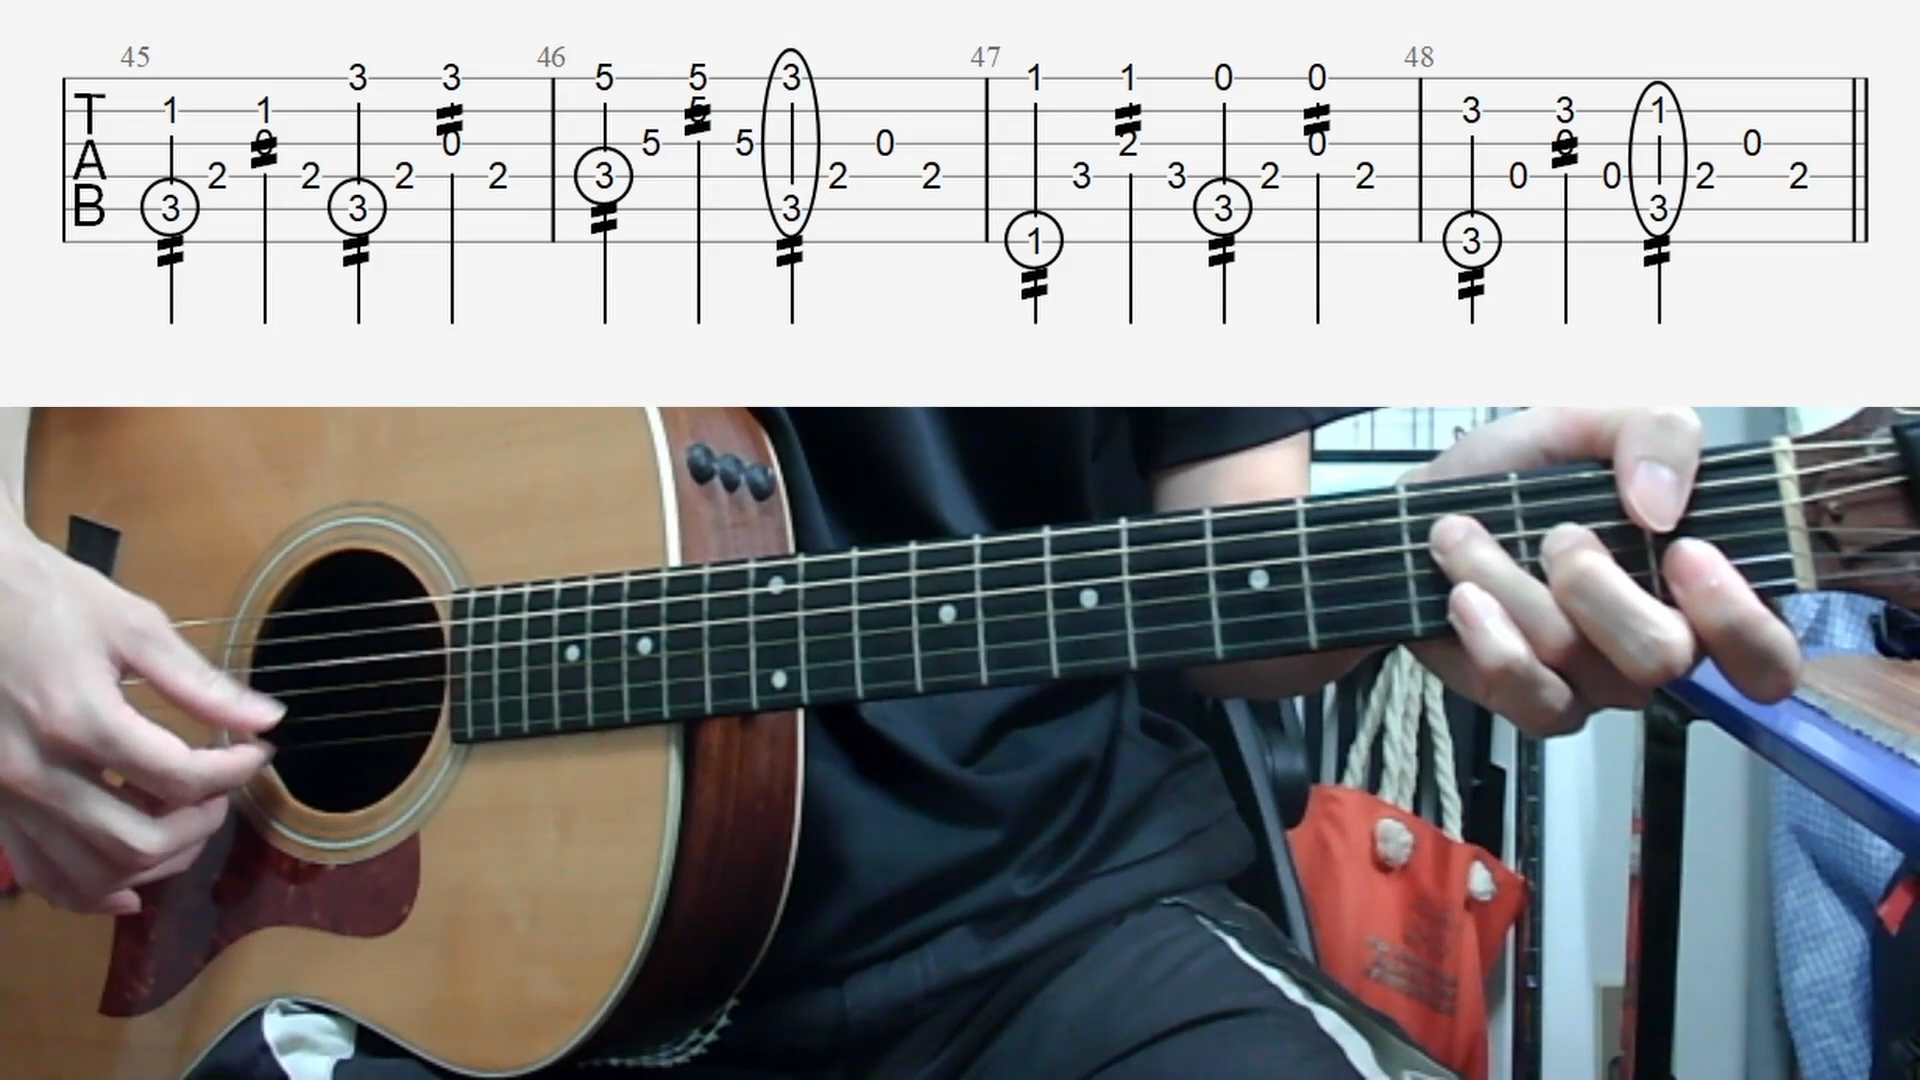 45 46 47 48
3 3 5 5 3 1 1 0 0
T 1 1 5 3 3 1
A 0 0 5 5 0 2 0 0 0
2 2 2 2 3 2 2 3 3 2 2 0 0 2 2
B 3 3 3 3 3
1 3